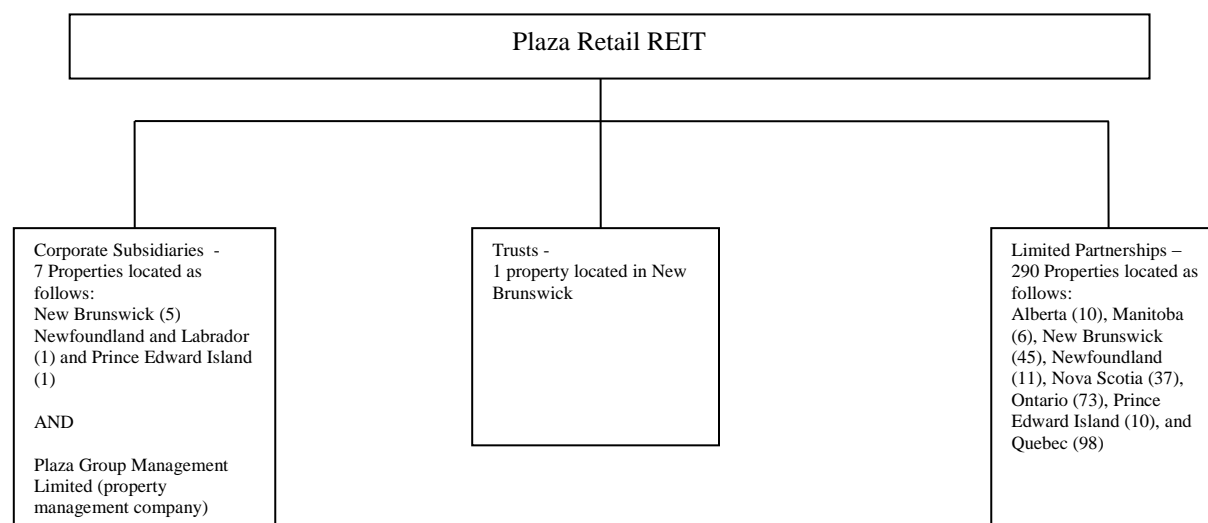 Plaza Retail REIT
Corporate Subsidiaries -
7 Properties located as
follows:
New Brunswick (5)
Newfoundland and Labrador
(1) and Prince Edward Island
(1)
AND
Plaza Group Management
Limited (property
management company)
Trusts -
1 property located in New
Brunswick
Limited Partnerships –
290 Properties located as
follows:
Alberta (10), Manitoba
(6), New Brunswick
(45), Newfoundland
(11), Nova Scotia (37),
Ontario (73), Prince
Edward Island (10), and
Quebec (98)